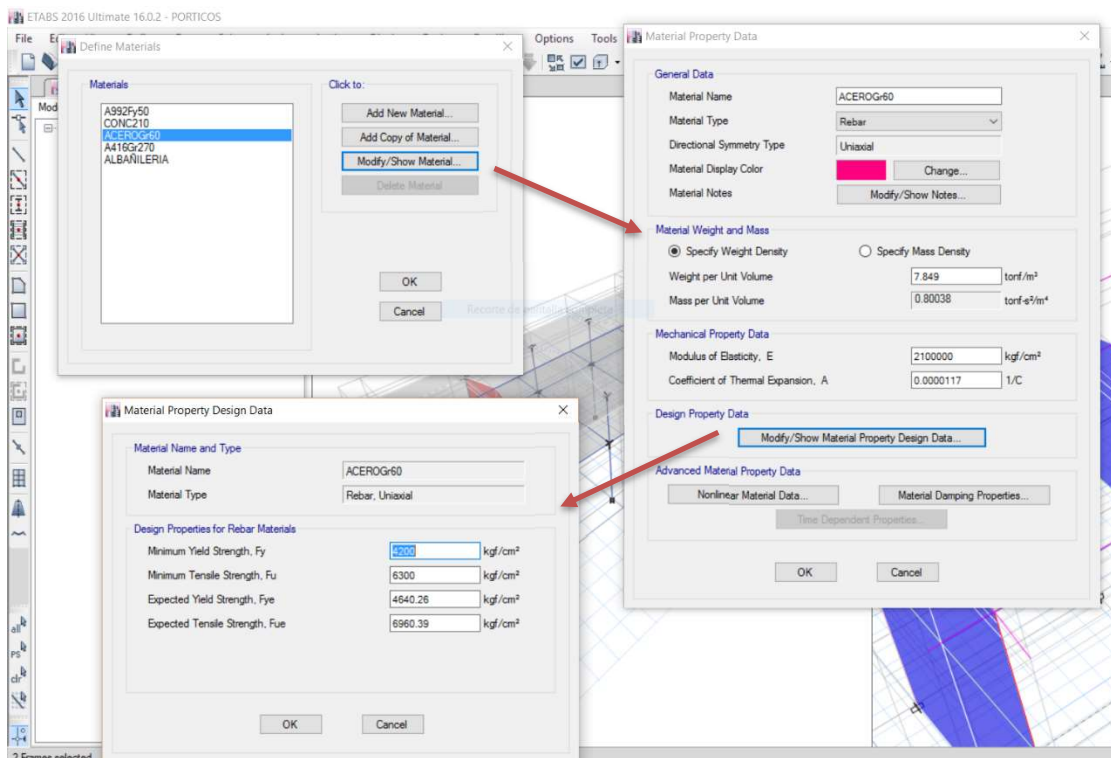 ETABS 2016 Ultimate 16.0.2 - PORTICOS
File
Options
Tools
Mod
Define Materials
Materials
A992Fy50
CONC210
ACEROGr60
A416Gr270
ALBAÑILERIA
Click to:
Add New Material...
Add Copy of Material...
Modify/Show Material...
Delete Material
OK
Cancel
Material Property Data
General Data
Material Name ACEROGr60
Material Type Rebar
Directional Symmetry Type Uniaxial
Material Display Color Change...
Material Notes Modify/Show Notes...
Material Weight and Mass
Specify Weight Density Specify Mass Density
Weight per Unit Volume 7.849 tonf/m³
Mass per Unit Volume 0.80038 tonf-s²/m⁴
Mechanical Property Data
Modulus of Elasticity, E 2100000 kgf/cm²
Coefficient of Thermal Expansion, A 0.0000117 1/C
Design Property Data
Modify/Show Material Property Design Data...
Advanced Material Property Data
Nonlinear Material Data... Material Damping Properties...
Time Dependent Properties...
OK Cancel
Material Property Design Data
Material Name and Type
Material Name ACEROGr60
Material Type Rebar, Uniaxial
Design Properties for Rebar Materials
Minimum Yield Strength, Fy 4200 kgf/cm²
Minimum Tensile Strength, Fu 6300 kgf/cm²
Expected Yield Strength, Fye 4640.26 kgf/cm²
Expected Tensile Strength, Fue 6960.39 kgf/cm²
OK Cancel
all
PS
clr
2 Frames selected